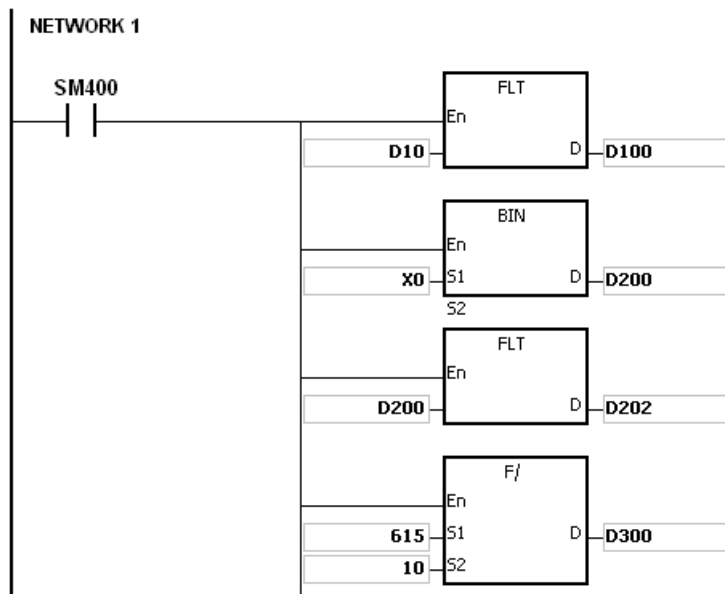 NETWORK 1
SM400
FLT
En
D10
D
D100
BIN
En
X0
S1
D
D200
S2
FLT
En
D200
D
D202
F/
En
615
S1
D
D300
10
S2